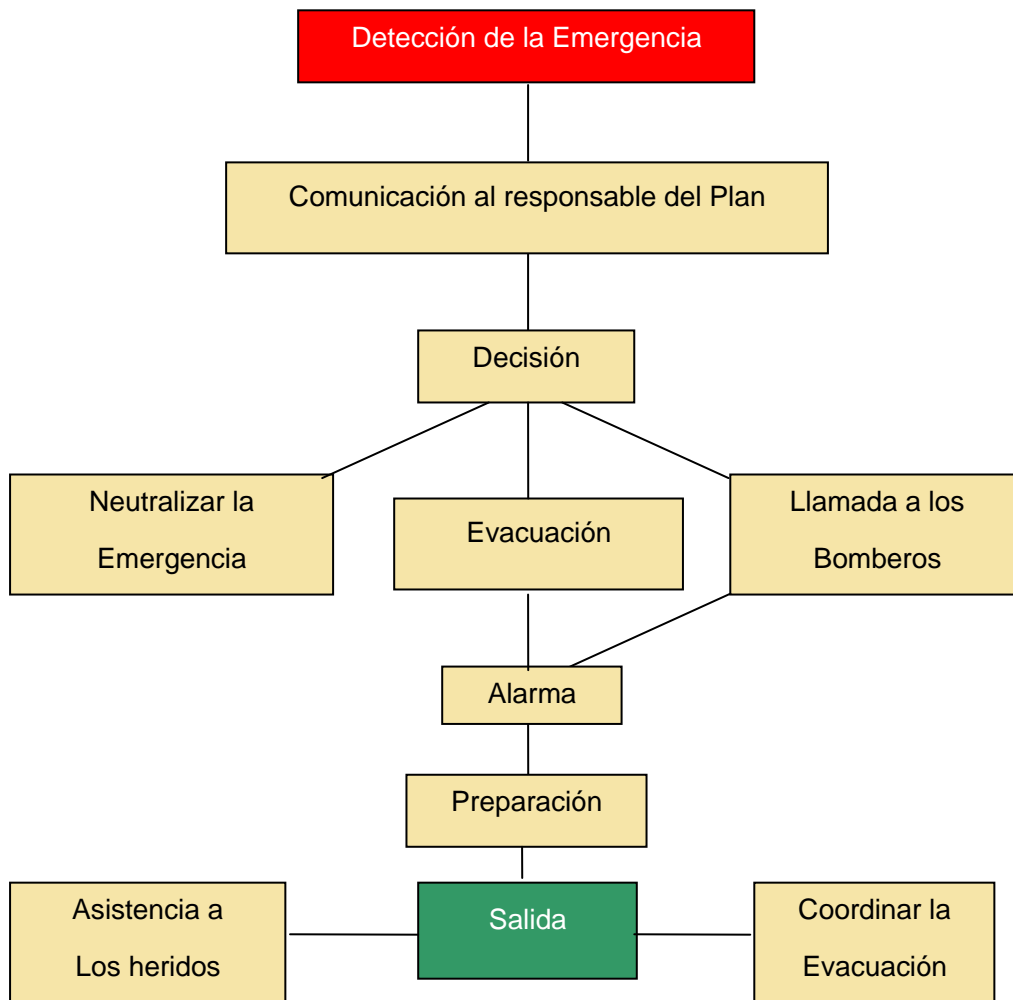 Detección de la Emergencia
Comunicación al responsable del Plan
Decisión
Neutralizar la
Emergencia
Evacuación
Llamada a los
Bomberos
Alarma
Preparación
Asistencia a
Los heridos
Salida
Coordinar la
Evacuación